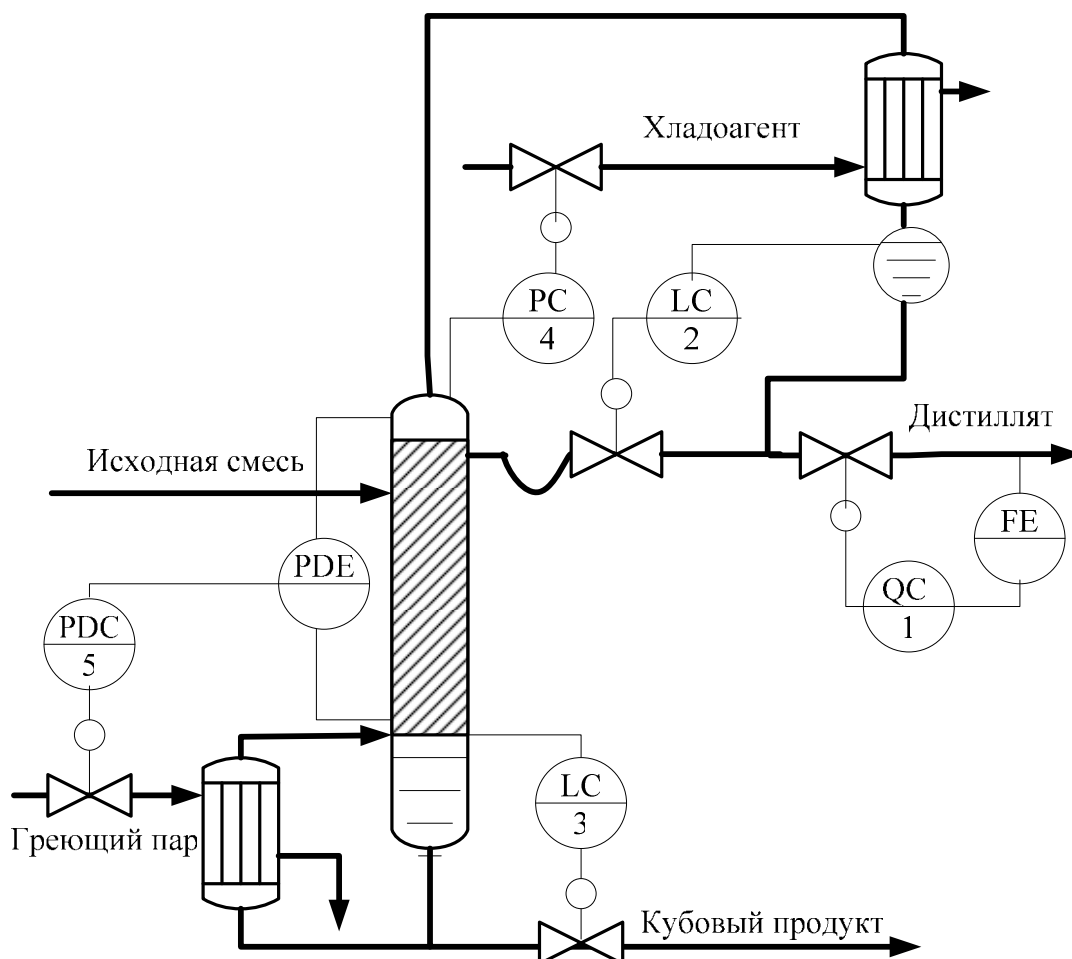 Хладоагент
PC
4
LC
2
Дистиллят
Исходная смесь
FE
PDE
QC
1
PDC
5
LC
3
Греющий пар
Кубовый продукт